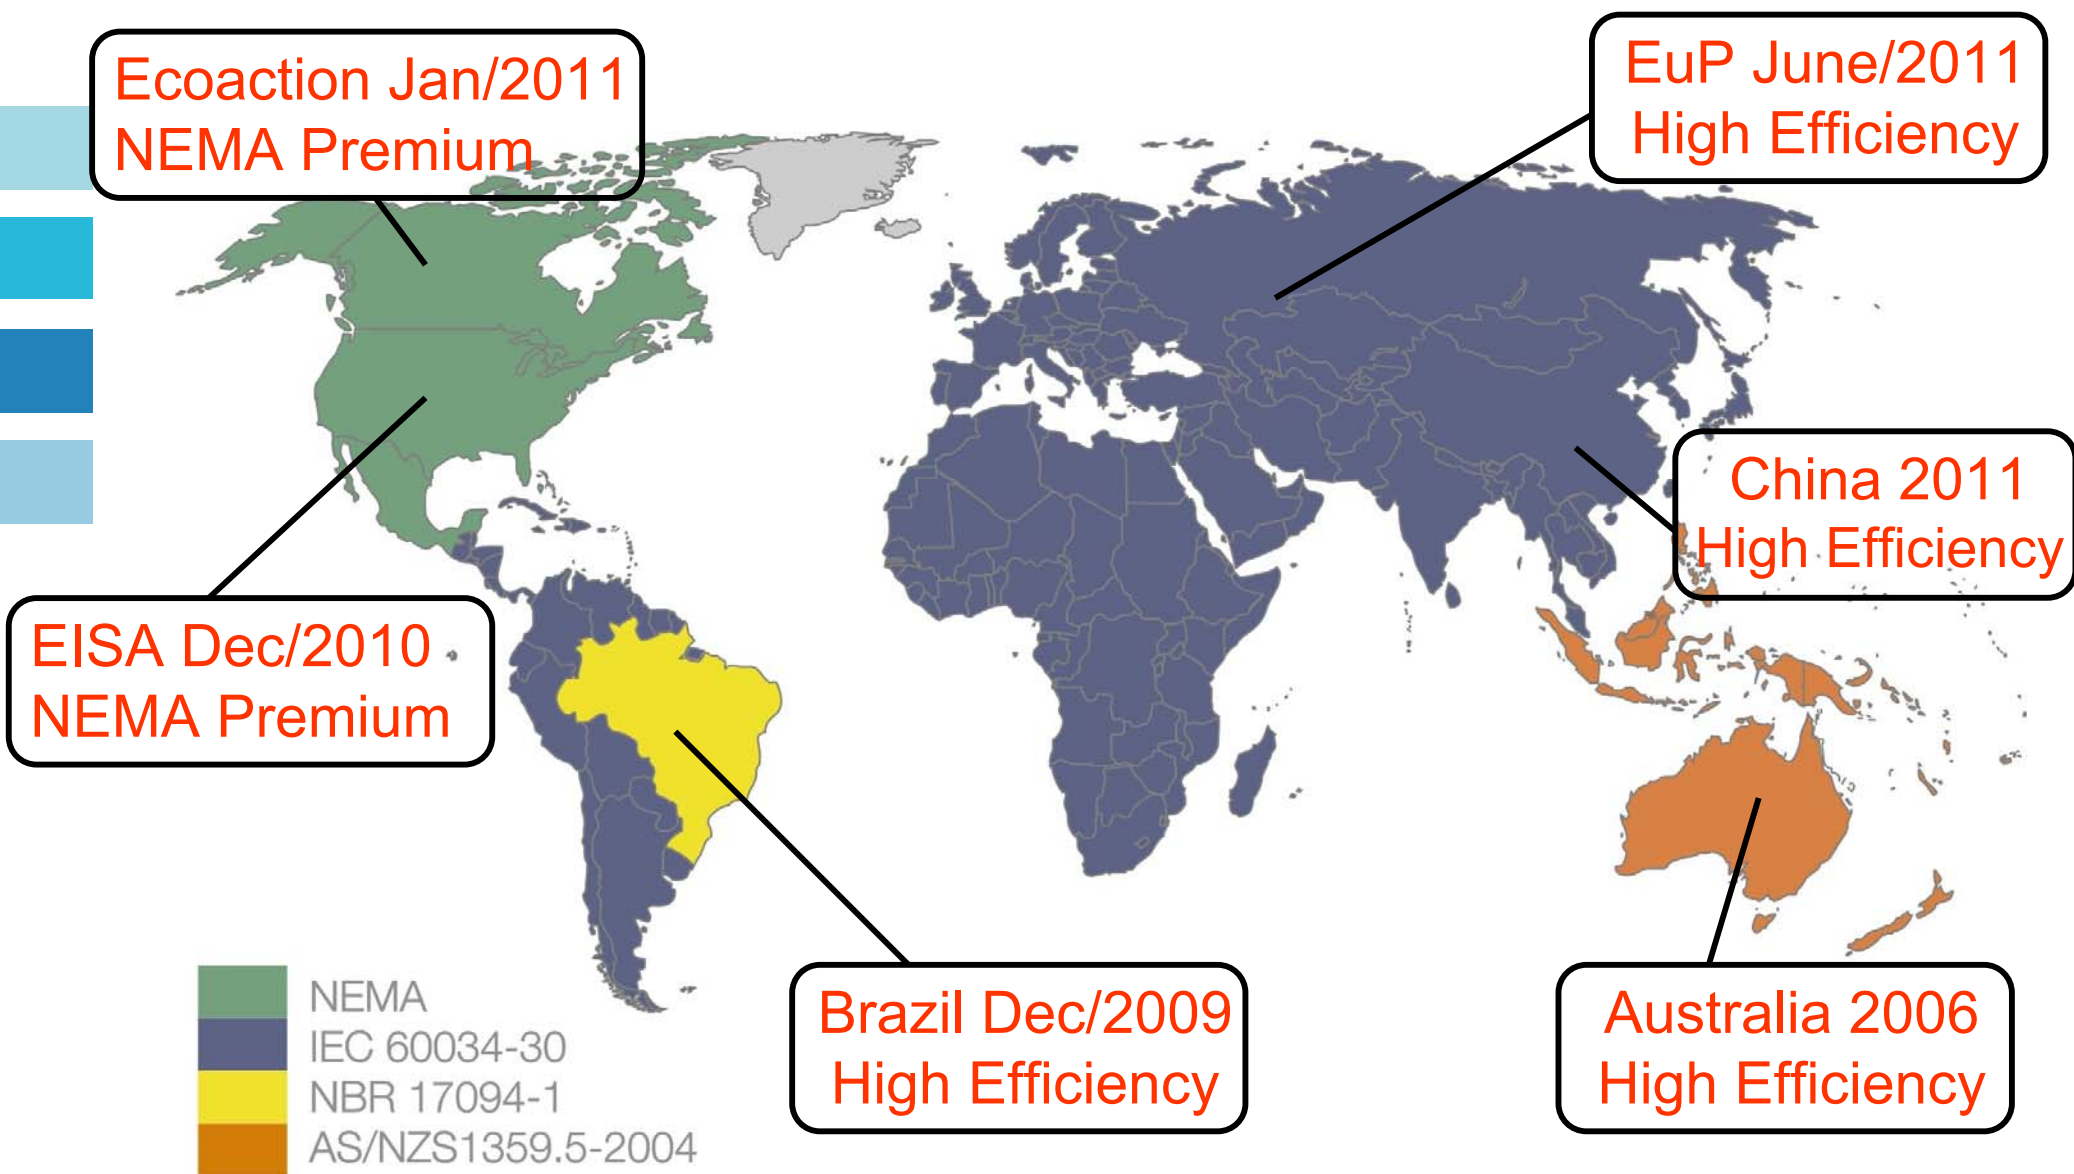 Ecoaction Jan/2011
NEMA Premium
EuP June/2011
High Efficiency
China 2011
High Efficiency
EISA Dec/2010
NEMA Premium
Brazil Dec/2009
High Efficiency
Australia 2006
High Efficiency
NEMA
IEC 60034-30
NBR 17094-1
AS/NZS1359.5-2004